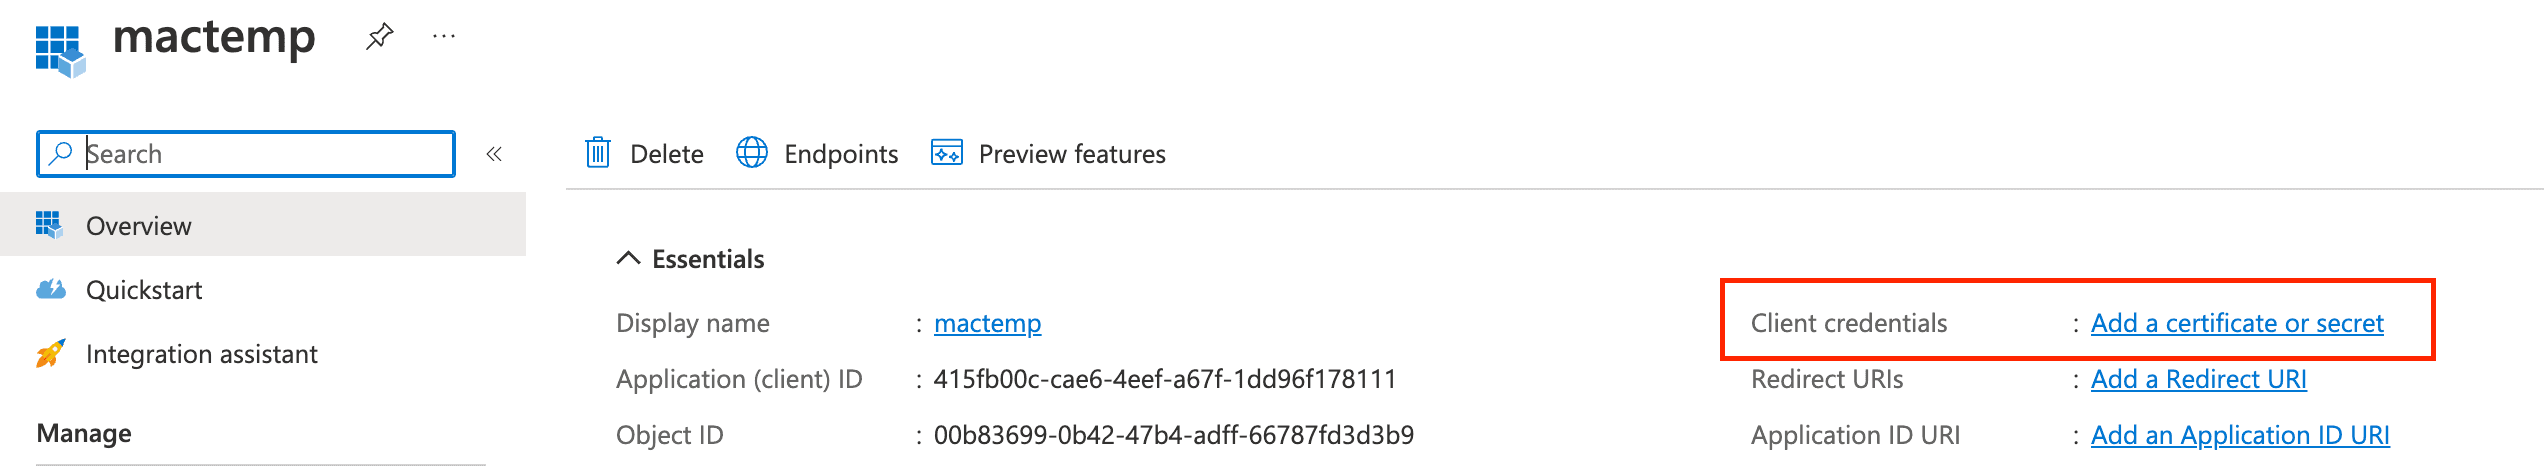 mactemp
Search
Delete
Endpoints
Preview features
Overview
Quickstart
Integration assistant
Manage
Essentials
Display name : mactemp
Application (client) ID : 415fb00c-cae6-4eef-a67f-1dd96f178111
Object ID : 00b83699-0b42-47b4-adff-66787fd3d3b9
Client credentials : Add a certificate or secret
Redirect URIs : Add a Redirect URI
Application ID URI : Add an Application ID URI